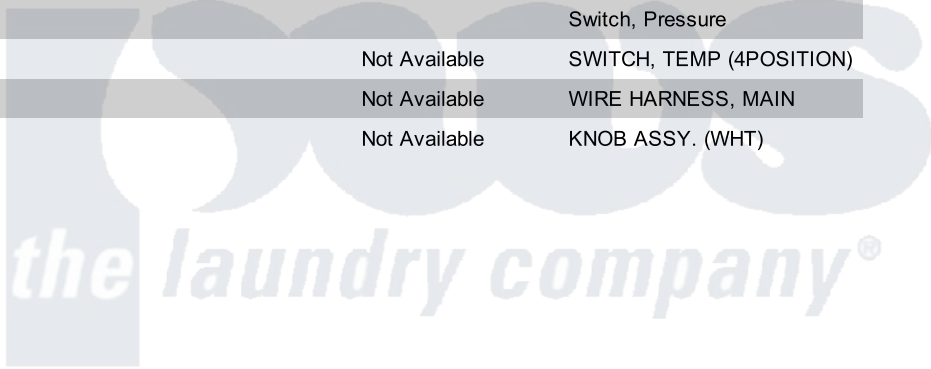 Switch, Pressure
Not Available SWITCH, TEMP (4POSITION)
Not Available WIRE HARNESS, MAIN
Not Available KNOB ASSY. (WHT)
the laundry company®